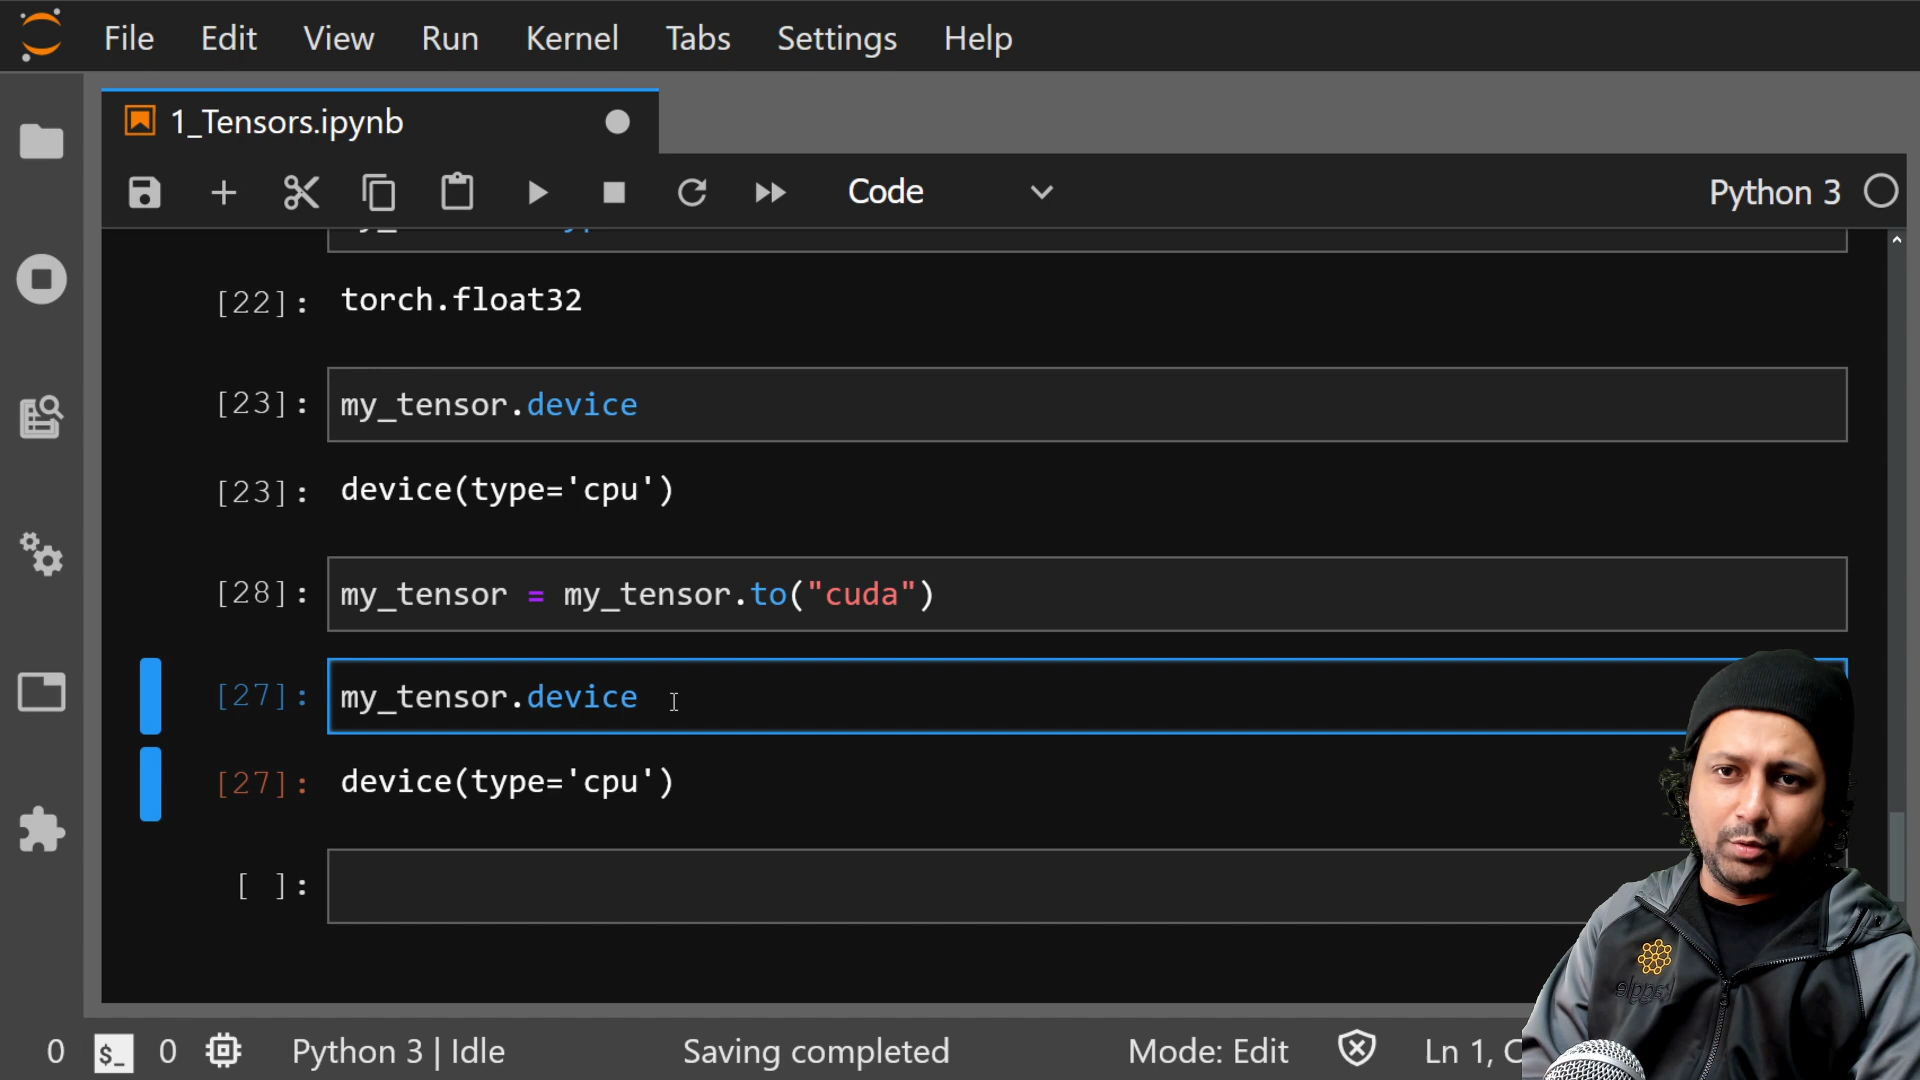 File Edit View Run Kernel Tabs Settings Help
1_Tensors.ipynb
Code
Python 3
[22]: torch.float32
[23]: my_tensor.device
[23]: device(type='cpu')
[28]: my_tensor = my_tensor.to("cuda")
[27]: my_tensor.device
[27]: device(type='cpu')
[ ]:
0 $_ 0 Python 3 | Idle Saving completed Mode: Edit Ln 1,
kaggle